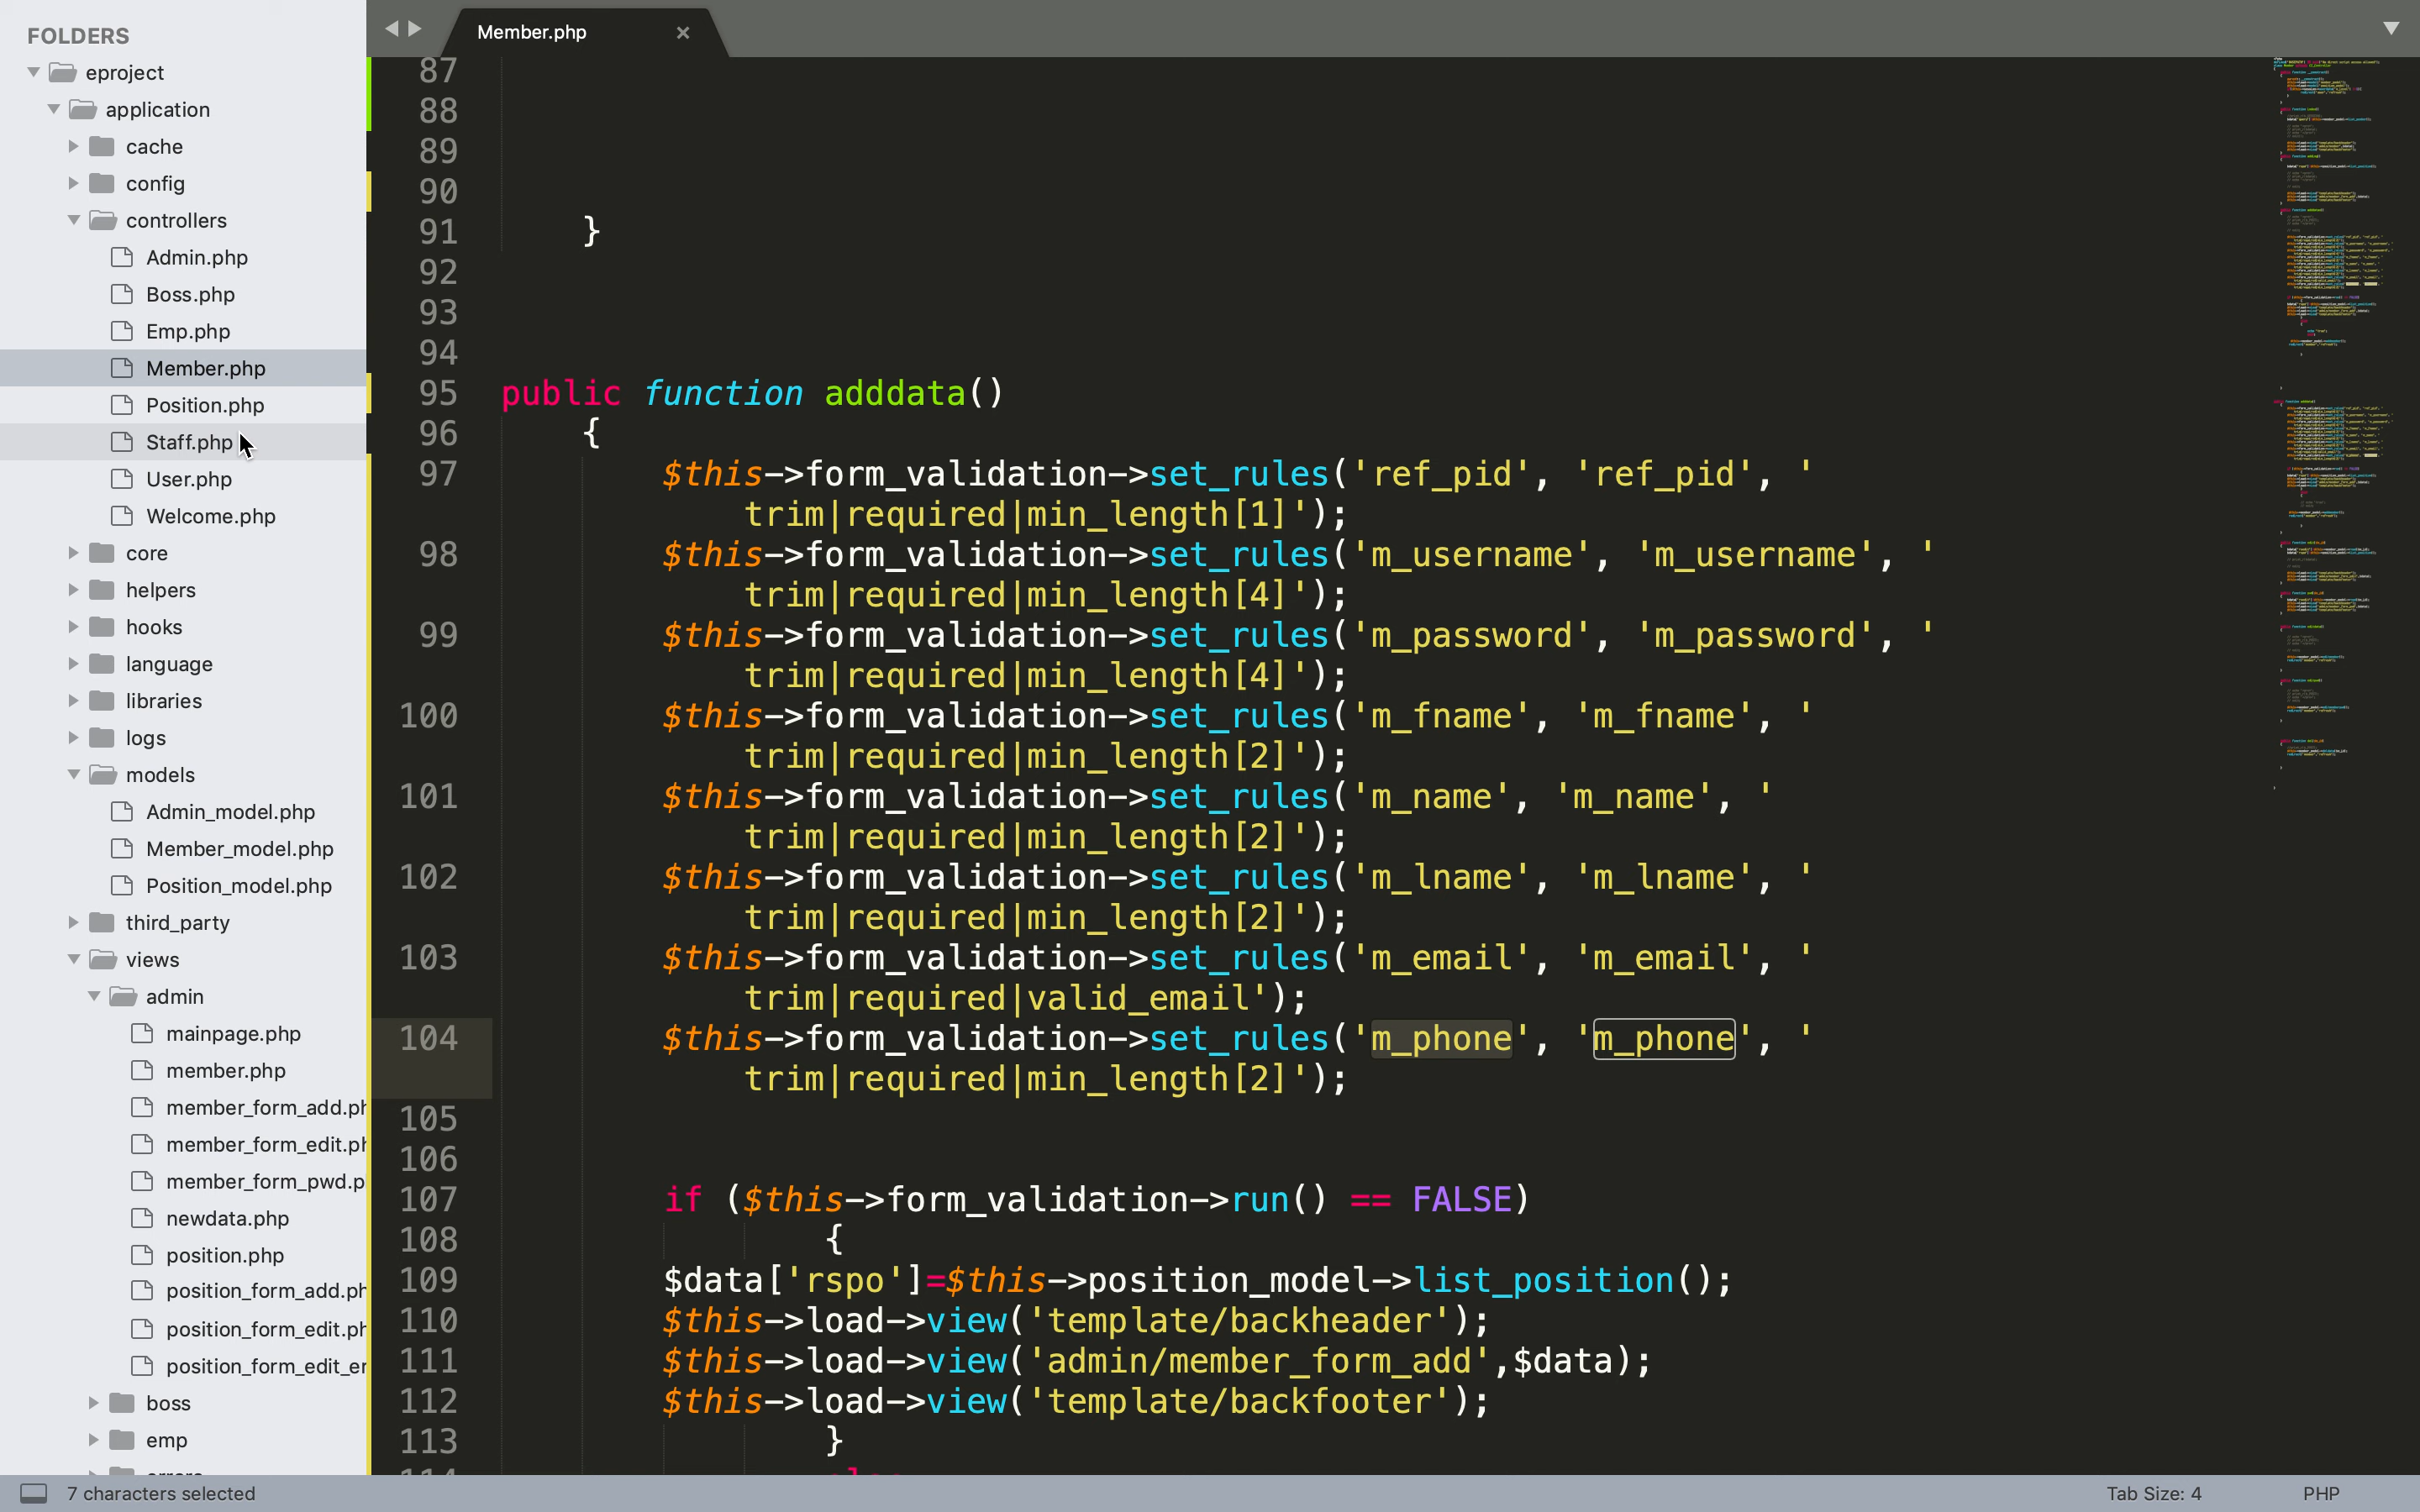 FOLDERS
eproject
application
cache
config
controllers
Admin.php
Boss.php
Emp.php
Member.php
Position.php
Staff.php
User.php
Welcome.php
core
helpers
hooks
language
libraries
logs
models
Admin_model.php
Member_model.php
Position_model.php
third_party
views
admin
mainpage.php
member.php
member_form_add.ph
member_form_edit.ph
member_form_pwd.p
newdata.php
position.php
position_form_add.ph
position_form_edit.ph
position_form_edit_er
boss
emp
Member.php
87
88
89
90
91 }
92
93
94
95 public function adddata()
96 {
97 $this->form_validation->set_rules('ref_pid', 'ref_pid', '
trim|required|min_length[1]');
98 $this->form_validation->set_rules('m_username', 'm_username', '
trim|required|min_length[4]');
99 $this->form_validation->set_rules('m_password', 'm_password', '
trim|required|min_length[4]');
100 $this->form_validation->set_rules('m_fname', 'm_fname', '
trim|required|min_length[2]');
101 $this->form_validation->set_rules('m_name', 'm_name', '
trim|required|min_length[2]');
102 $this->form_validation->set_rules('m_lname', 'm_lname', '
trim|required|min_length[2]');
103 $this->form_validation->set_rules('m_email', 'm_email', '
trim|required|valid_email');
104 $this->form_validation->set_rules('m_phone', 'm_phone', '
trim|required|min_length[2]');
105
106
107 if ($this->form_validation->run() == FALSE)
108 {
109 $data['rspo']=$this->position_model->list_position();
110 $this->load->view('template/backheader');
111 $this->load->view('admin/member_form_add',$data);
112 $this->load->view('template/backfooter');
113 }
7 characters selected
Tab Size: 4
PHP